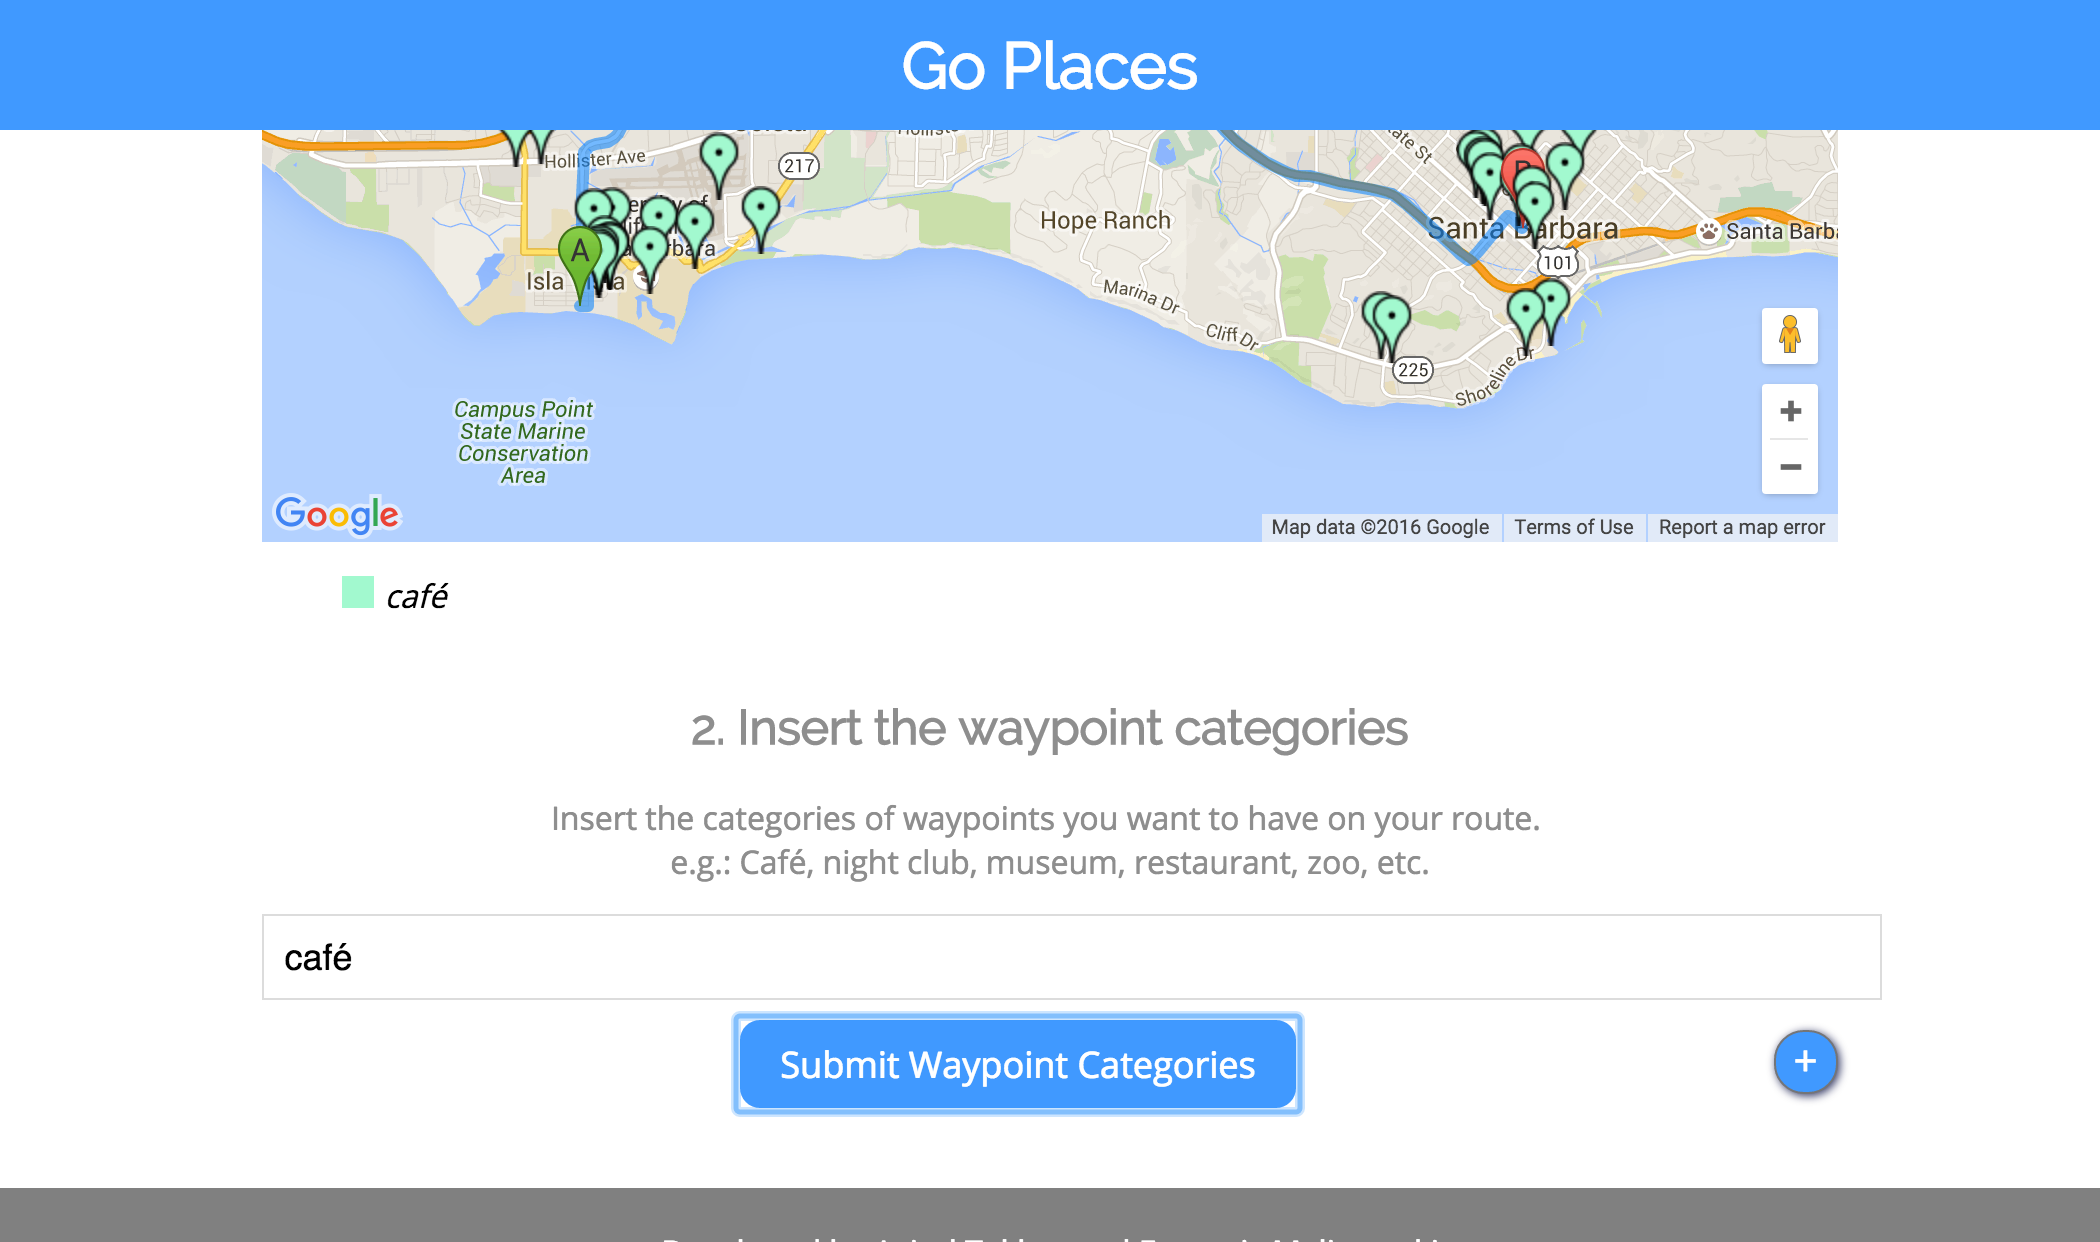 Go Places
Hollister Ave
217
State St
Hope Ranch
Santa Barbara
101
A
Isla
Marina Dr
Cliff Dr
225
Shoreline Dr
Campus Point
State Marine
Conservation
Area
Google
Map data ©2016 Google
Terms of Use
Report a map error
café
2. Insert the waypoint categories
Insert the categories of waypoints you want to have on your route.
e.g.: Café, night club, museum, restaurant, zoo, etc.
café
Submit Waypoint Categories
+